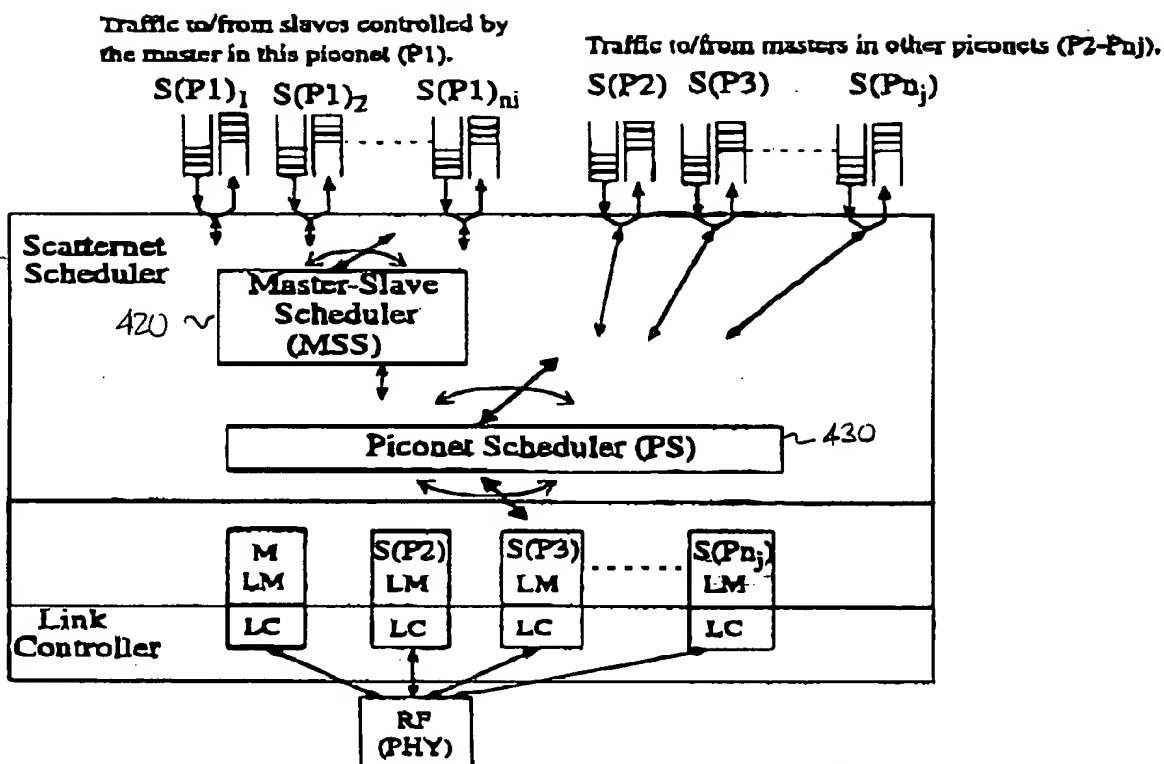 Traffic to/from slaves controlled by
the master in this piconet (P1).
Traffic to/from masters in other piconets (P2-Pnj).
S(P1)1 S(P1)2 S(P1)ni
S(P2) S(P3) S(Pnj)
Scatternet
Scheduler
Master-Slave
Scheduler
(MSS)
420
Piconet Scheduler (PS)
430
M
LM
LC
S(P2)
LM
LC
S(P3)
LM
LC
S(Pnj)
LM
LC
Link
Controller
RF
(PHY)